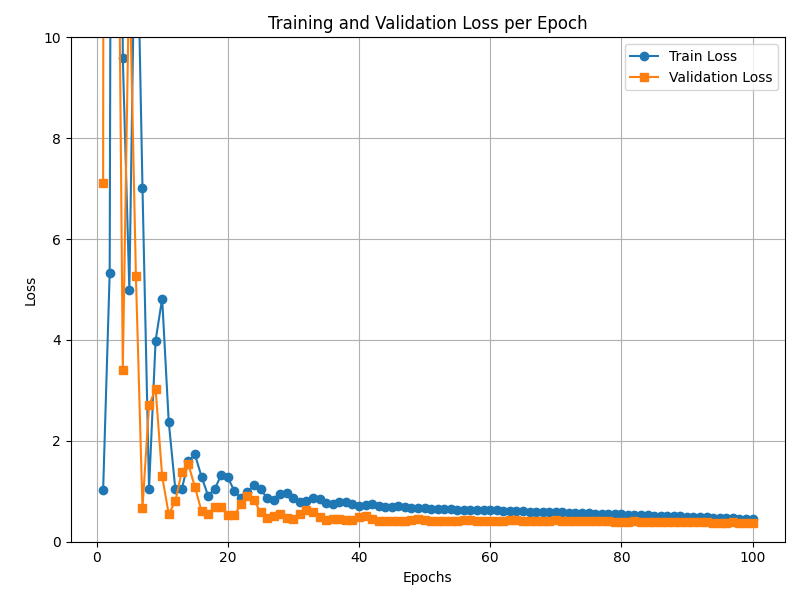 Training and Validation Loss per Epoch
Train Loss
Validation Loss
Loss
10
8
6
4
2
0
0 20 40 60 80 100
Epochs